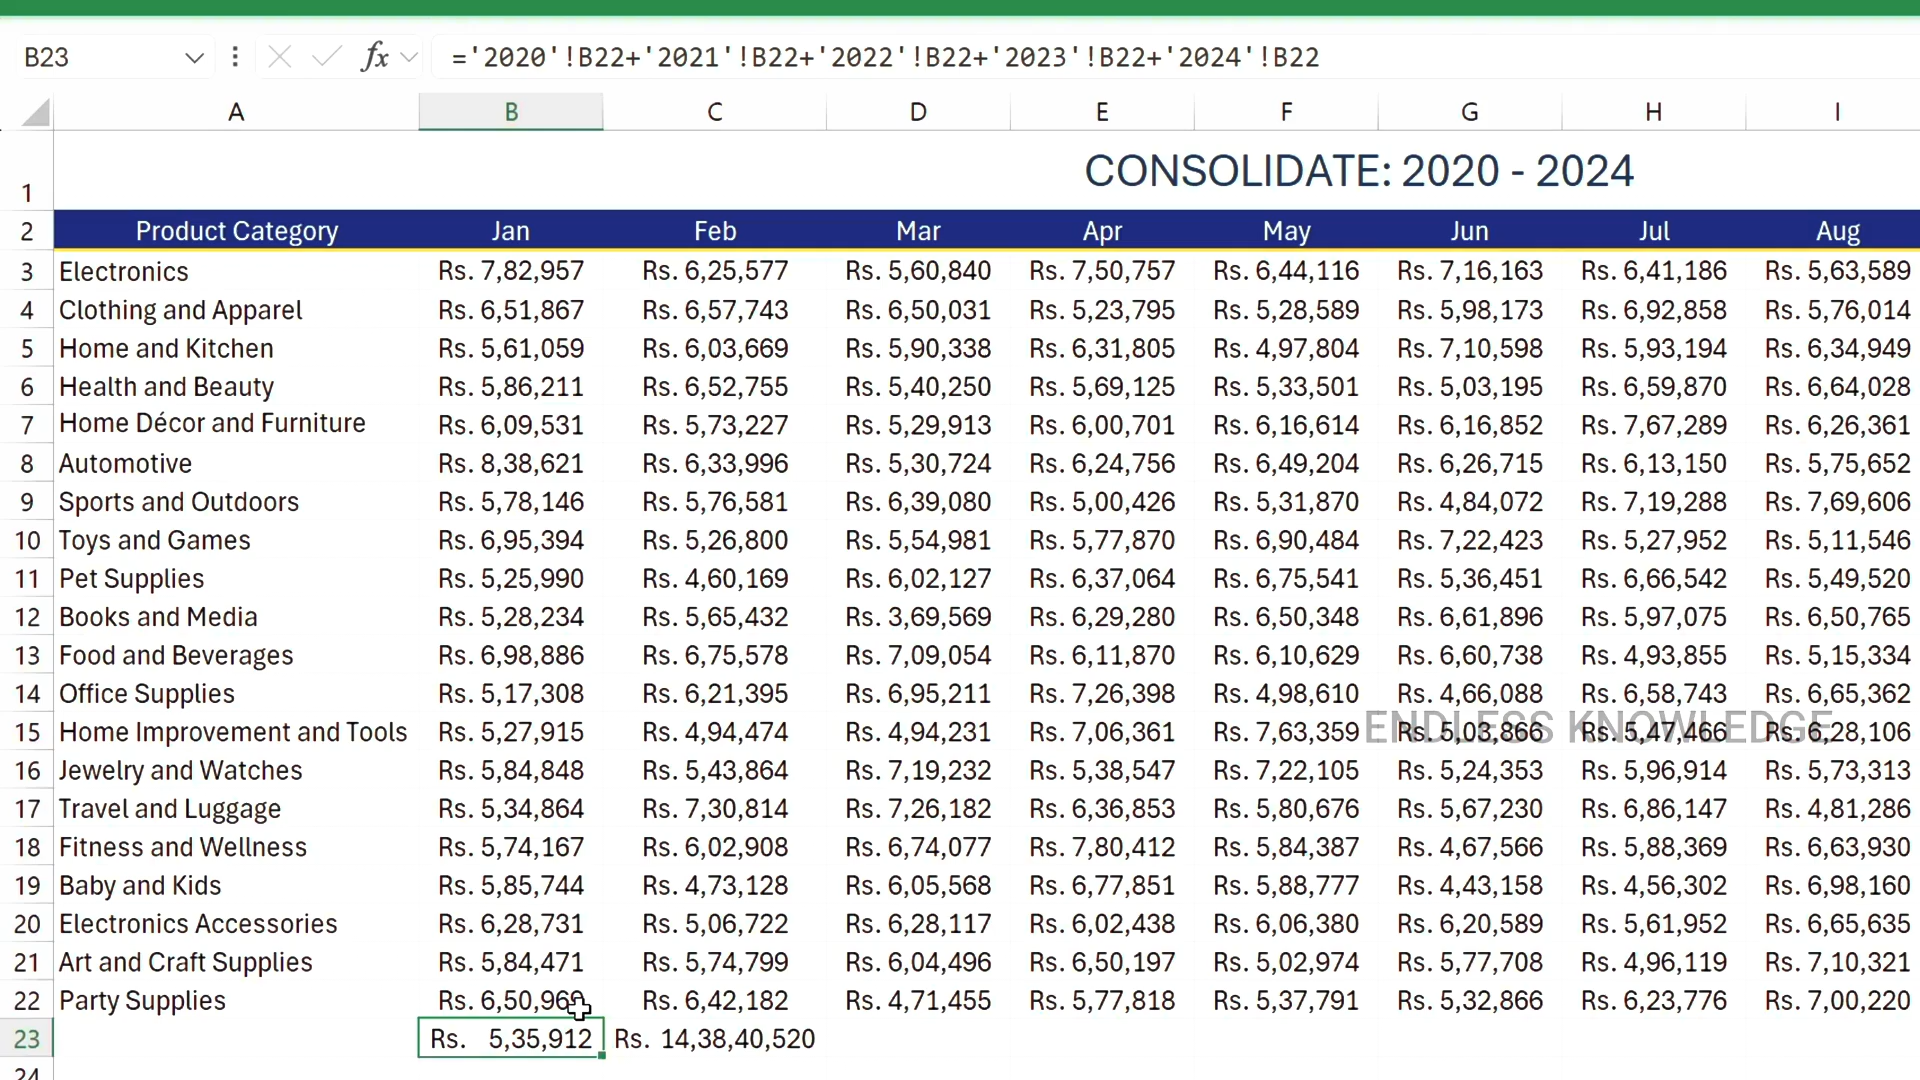 B23 fx ='2020'!B22+'2021'!B22+'2022'!B22+'2023'!B22+'2024'!B22
A B C D E F G H I
1 CONSOLIDATE: 2020 - 2024
2 Product Category Jan Feb Mar Apr May Jun Jul Aug
3 Electronics Rs. 7,82,957 Rs. 6,25,577 Rs. 5,60,840 Rs. 7,50,757 Rs. 6,44,116 Rs. 7,16,163 Rs. 6,41,186 Rs. 5,63,589
4 Clothing and Apparel Rs. 6,51,867 Rs. 6,57,743 Rs. 6,50,031 Rs. 5,23,795 Rs. 5,28,589 Rs. 5,98,173 Rs. 6,92,858 Rs. 5,76,014
5 Home and Kitchen Rs. 5,61,059 Rs. 6,03,669 Rs. 5,90,338 Rs. 6,31,805 Rs. 4,97,804 Rs. 7,10,598 Rs. 5,93,194 Rs. 6,34,949
6 Health and Beauty Rs. 5,86,211 Rs. 6,52,755 Rs. 5,40,250 Rs. 5,69,125 Rs. 5,33,501 Rs. 5,03,195 Rs. 6,59,870 Rs. 6,64,028
7 Home Décor and Furniture Rs. 6,09,531 Rs. 5,73,227 Rs. 5,29,913 Rs. 6,00,701 Rs. 6,16,614 Rs. 6,16,852 Rs. 7,67,289 Rs. 6,26,361
8 Automotive Rs. 8,38,621 Rs. 6,33,996 Rs. 5,30,724 Rs. 6,24,756 Rs. 6,49,204 Rs. 6,26,715 Rs. 6,13,150 Rs. 5,75,652
9 Sports and Outdoors Rs. 5,78,146 Rs. 5,76,581 Rs. 6,39,080 Rs. 5,00,426 Rs. 5,31,870 Rs. 4,84,072 Rs. 7,19,288 Rs. 7,69,606
10 Toys and Games Rs. 6,95,394 Rs. 5,26,800 Rs. 5,54,981 Rs. 5,77,870 Rs. 6,90,484 Rs. 7,22,423 Rs. 5,27,952 Rs. 5,11,546
11 Pet Supplies Rs. 5,25,990 Rs. 4,60,169 Rs. 6,02,127 Rs. 6,37,064 Rs. 6,75,541 Rs. 5,36,451 Rs. 6,66,542 Rs. 5,49,520
12 Books and Media Rs. 5,28,234 Rs. 5,65,432 Rs. 3,69,569 Rs. 6,29,280 Rs. 6,50,348 Rs. 6,61,896 Rs. 5,97,075 Rs. 6,50,765
13 Food and Beverages Rs. 6,98,886 Rs. 6,75,578 Rs. 7,09,054 Rs. 6,11,870 Rs. 6,10,629 Rs. 6,60,738 Rs. 4,93,855 Rs. 5,15,334
14 Office Supplies Rs. 5,17,308 Rs. 6,21,395 Rs. 6,95,211 Rs. 7,26,398 Rs. 4,98,610 Rs. 4,66,088 Rs. 6,58,743 Rs. 6,65,362
15 Home Improvement and Tools Rs. 5,27,915 Rs. 4,94,474 Rs. 4,94,231 Rs. 7,06,361 Rs. 7,63,359 Rs. 5,03,866 Rs. 5,47,466 Rs. 6,28,106
ENDLESS KNOWLEDGE
16 Jewelry and Watches Rs. 5,84,848 Rs. 5,43,864 Rs. 7,19,232 Rs. 5,38,547 Rs. 7,22,105 Rs. 5,24,353 Rs. 5,96,914 Rs. 5,73,313
17 Travel and Luggage Rs. 5,34,864 Rs. 7,30,814 Rs. 7,26,182 Rs. 6,36,853 Rs. 5,80,676 Rs. 5,67,230 Rs. 6,86,147 Rs. 4,81,286
18 Fitness and Wellness Rs. 5,74,167 Rs. 6,02,908 Rs. 6,74,077 Rs. 7,80,412 Rs. 5,84,387 Rs. 4,67,566 Rs. 5,88,369 Rs. 6,63,930
19 Baby and Kids Rs. 5,85,744 Rs. 4,73,128 Rs. 6,05,568 Rs. 6,77,851 Rs. 5,88,777 Rs. 4,43,158 Rs. 4,56,302 Rs. 6,98,160
20 Electronics Accessories Rs. 6,28,731 Rs. 5,06,722 Rs. 6,28,117 Rs. 6,02,438 Rs. 6,06,380 Rs. 6,20,589 Rs. 5,61,952 Rs. 6,65,635
21 Art and Craft Supplies Rs. 5,84,471 Rs. 5,74,799 Rs. 6,04,496 Rs. 6,50,197 Rs. 5,02,974 Rs. 5,77,708 Rs. 4,96,119 Rs. 7,10,321
22 Party Supplies Rs. Rs. 6,42,182 Rs. 4,71,455 Rs. 5,77,818 Rs. 5,37,791 Rs. 5,32,866 Rs. 6,23,776 Rs. 7,00,220
23 Rs. 5,35,912 Rs. 14,38,40,520
24